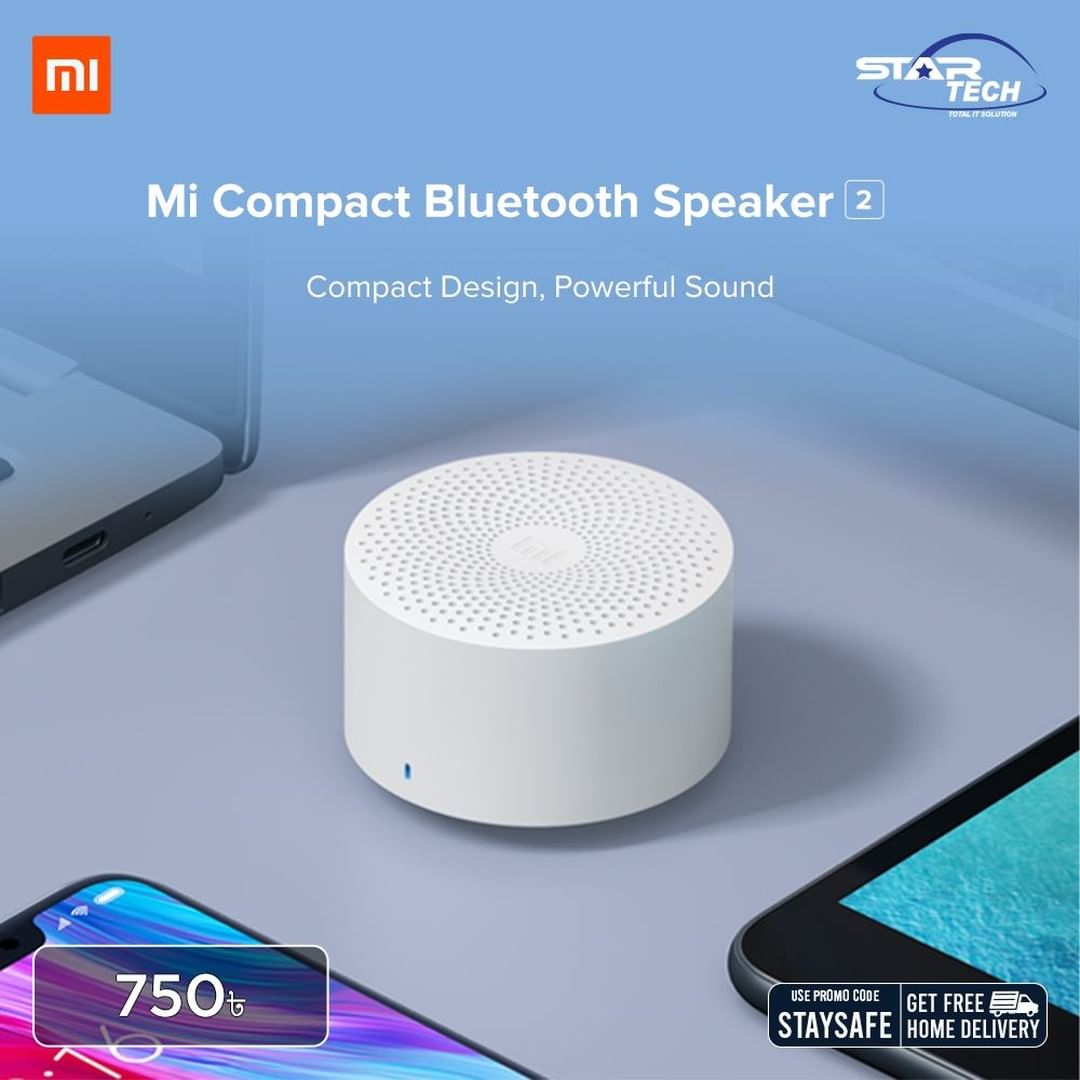 mi
STAR
TECH
TOTAL IT SOLUTION
Mi Compact Bluetooth Speaker 2
Compact Design, Powerful Sound
mi
750৳
USE PROMO CODE
STAYSAFE
GET FREE
HOME DELIVERY